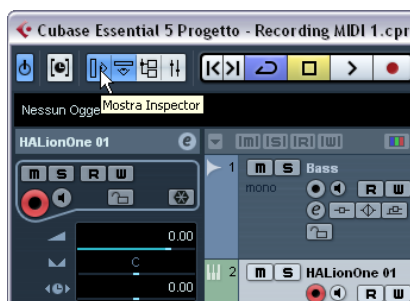 Cubase Essential 5 Progetto - Recording MIDI 1.cpr
Nessun Ogge
Mostra Inspector
HALionOne 01 e
m S R W
0.00
C
0.00
m S R W
1 m S Bass
mono R W
e
2 m S HALionOne 01
R W